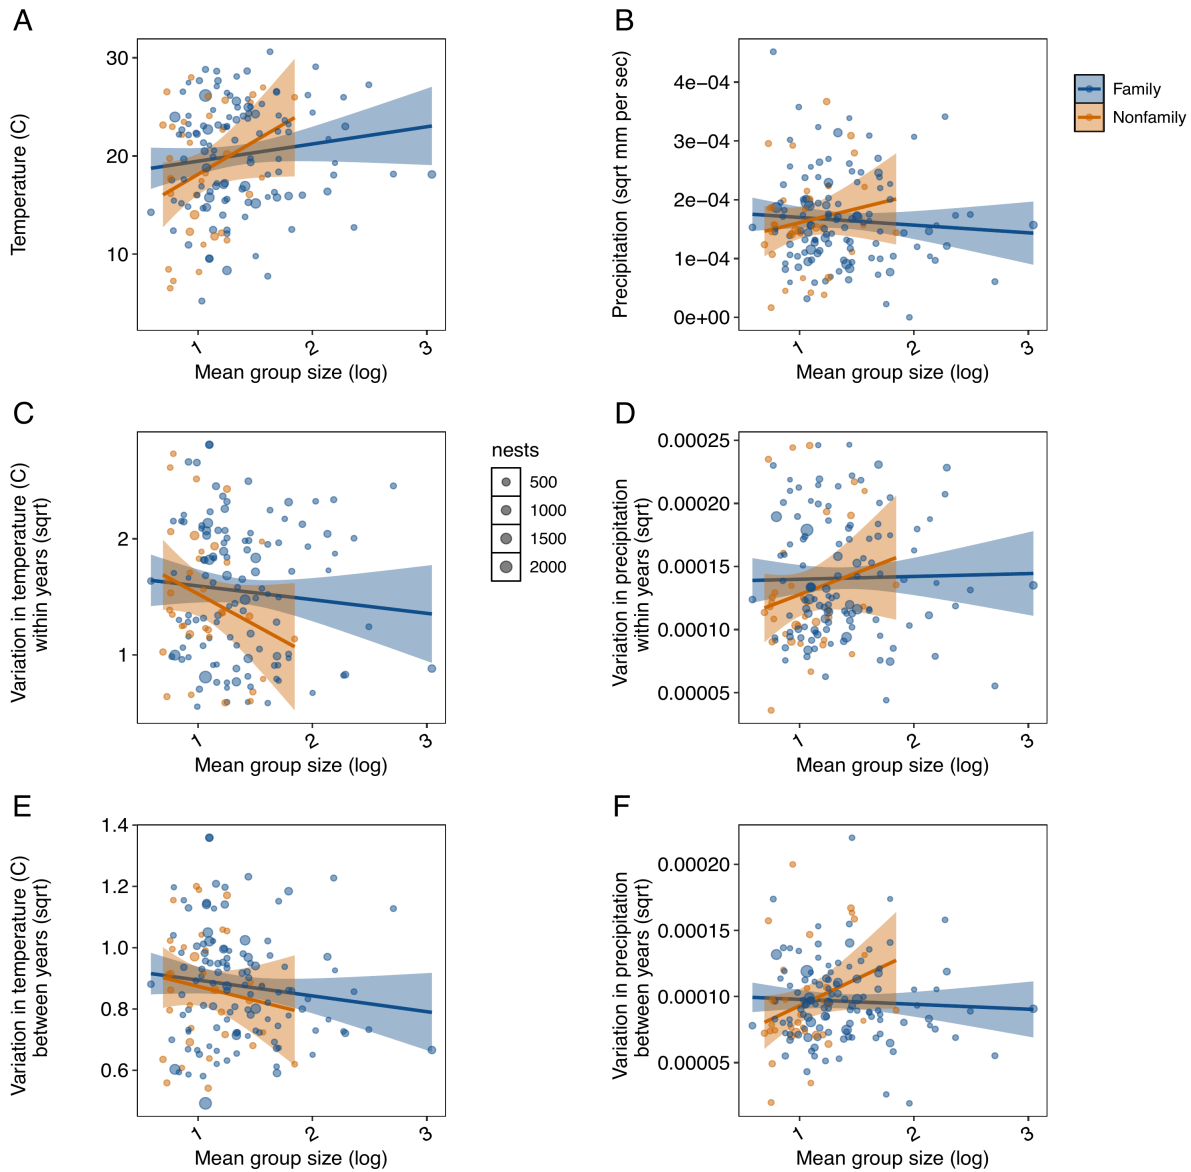 A
Temperature (C)
30
20
10
1
2
3
Mean group size (log)
B
Precipitation (sqrt mm per sec)
4e−04
3e−04
2e−04
1e−04
0e+00
1
2
3
Mean group size (log)
Family
Nonfamily
C
Variation in temperature (C)
within years (sqrt)
2
1
1
2
3
Mean group size (log)
nests
500
1000
1500
2000
D
Variation in precipitation
within years (sqrt)
0.00025
0.00020
0.00015
0.00010
0.00005
1
2
3
Mean group size (log)
E
Variation in temperature (C)
between years (sqrt)
1.4
1.2
1.0
0.8
0.6
1
2
3
Mean group size (log)
F
Variation in precipitation
between years (sqrt)
0.00020
0.00015
0.00010
0.00005
1
2
3
Mean group size (log)